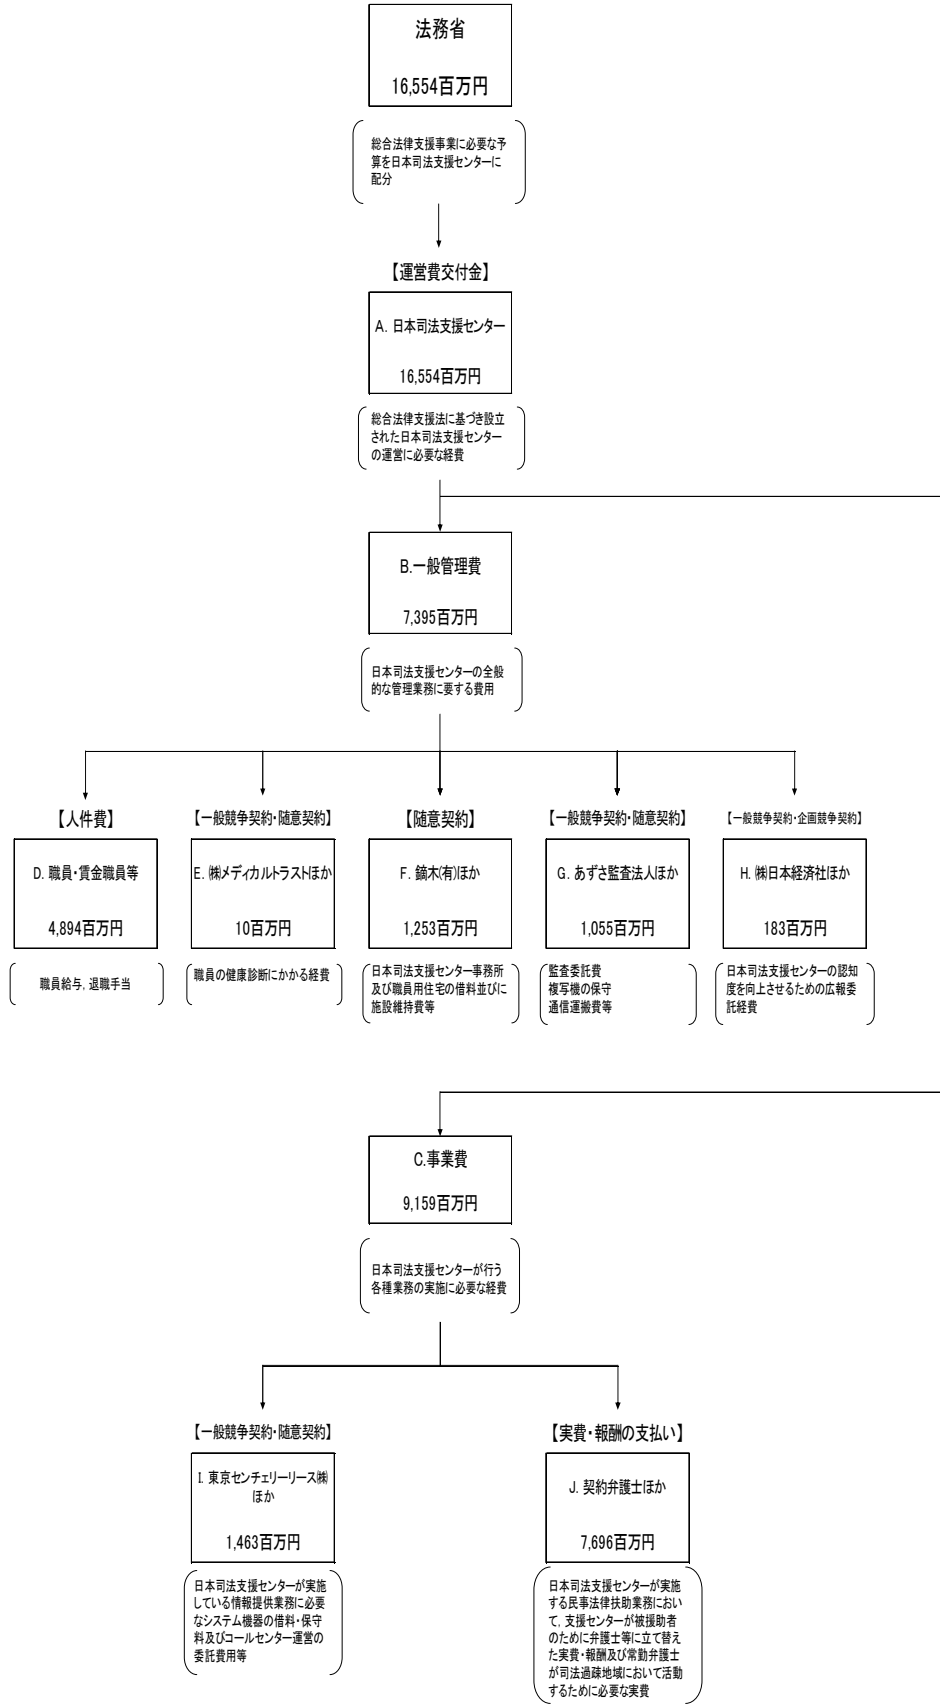 法務省
16,554百万円
総合法律支援事業に必要な予
算を日本司法支援センターに
配分
【運営費交付金】
A. 日本司法支援センター
16,554百万円
総合法律支援法に基づき設立
された日本司法支援センター
の運営に必要な経費
B.一般管理費
7,395百万円
日本司法支援センターの全般
的な管理業務に要する費用
【人件費】
D. 職員・賃金職員等
4,894百万円
職員給与, 退職手当
【一般競争契約・随意契約】
E. ㈱メディカルトラストほか
10百万円
職員の健康診断にかかる経費
【随意契約】
F. 鏑木(有)ほか
1,253百万円
日本司法支援センター事務所
及び職員用住宅の借料並びに
施設維持費等
【一般競争契約・随意契約】
G. あずさ監査法人ほか
1,055百万円
監査委託費
複写機の保守
通信運搬費等
【一般競争契約・企画競争契約】
H. ㈱日本経済社ほか
183百万円
日本司法支援センターの認知
度を向上させるための広報委
託経費
C.事業費
9,159百万円
日本司法支援センターが行う
各種業務の実施に必要な経費
【一般競争契約・随意契約】
I. 東京センチェリーリース㈱
ほか
1,463百万円
日本司法支援センターが実施
している情報提供業務に必要
なシステム機器の借料・保守
料及びコールセンター運営の
委託費用等
【実費・報酬の支払い】
J. 契約弁護士ほか
7,696百万円
日本司法支援センターが実施
する民事法律扶助業務におい
て, 支援センターが被援助者
のために弁護士等に立て替え
た実費・報酬及び常勤弁護士
が司法過疎地域において活動
するために必要な実費